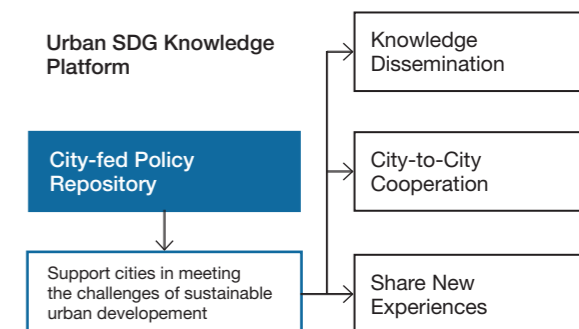 Urban SDG Knowledge
Platform
City-fed Policy
Repository
Support cities in meeting
the challenges of sustainable
urban developement
Knowledge
Dissemination
City-to-City
Cooperation
Share New
Experiences